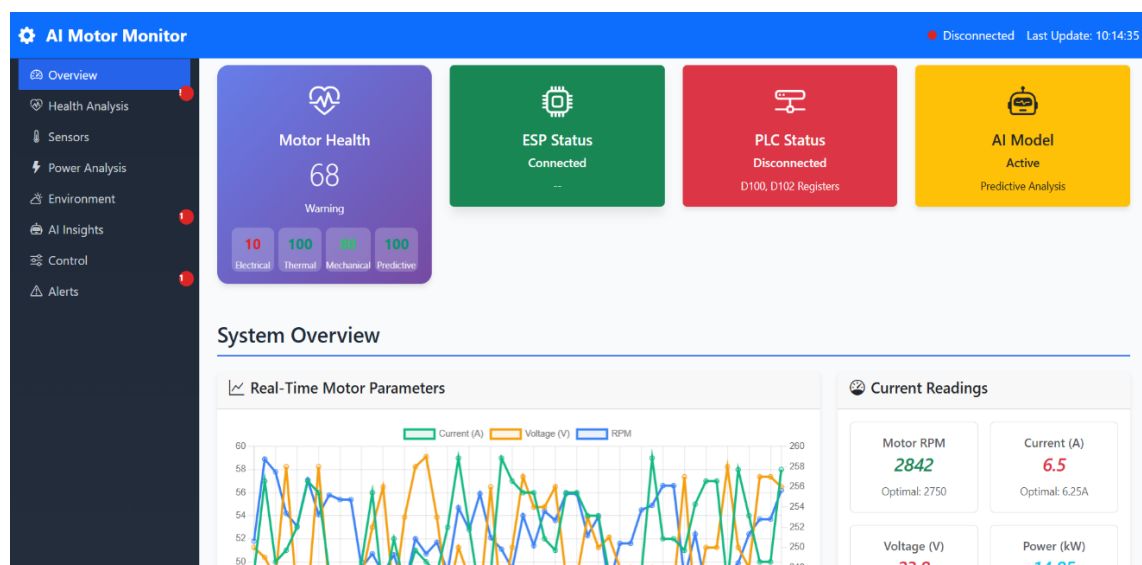 AI Motor Monitor
Disconnected Last Update: 10:14:35
Overview
Health Analysis
Sensors
Power Analysis
Environment
AI Insights
1
Control
Alerts
1
Motor Health
68
Warning
10 100 80 100
Electrical Thermal Mechanical Predictive
ESP Status
Connected
--
PLC Status
Disconnected
D100, D102 Registers
AI Model
Active
Predictive Analysis
System Overview
Real-Time Motor Parameters
Current (A) Voltage (V) RPM
60
58
56
54
52
50
260
258
256
254
252
250
Current Readings
Motor RPM
2842
Optimal: 2750
Current (A)
6.5
Optimal: 6.25A
Voltage (V)
Power (kW)